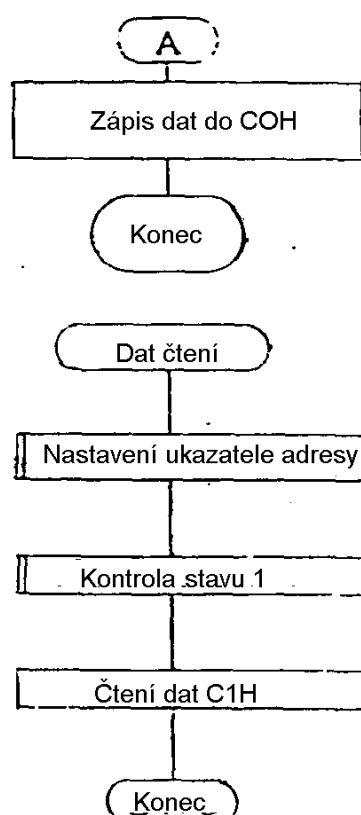 A
Zápis dat do COH
Konec
Dat čtení
Nastavení ukazatele adresy
Kontrola stavu 1
Čtení dat C1H
Konec